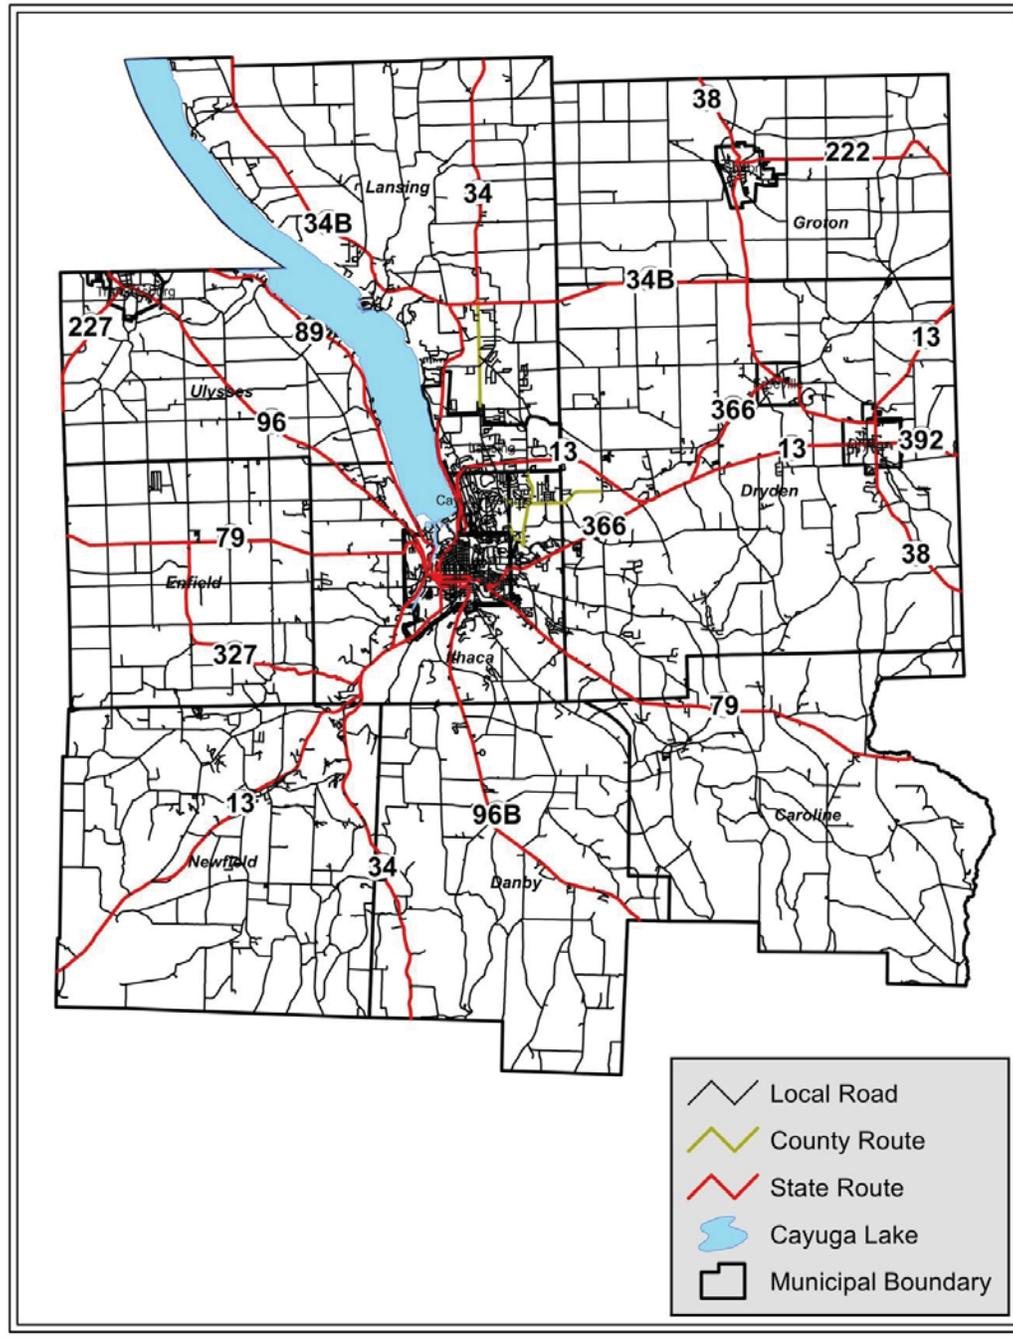 38
222
Lansing
34
34B
Groton
34B
227
89
13
Ulysses
96
366
13
13
392
Dryden
366
79
38
Enfield
327
Ithaca
79
13
96B
Caroline
Newfield
34
Danby
Local Road
County Route
State Route
Cayuga Lake
Municipal Boundary